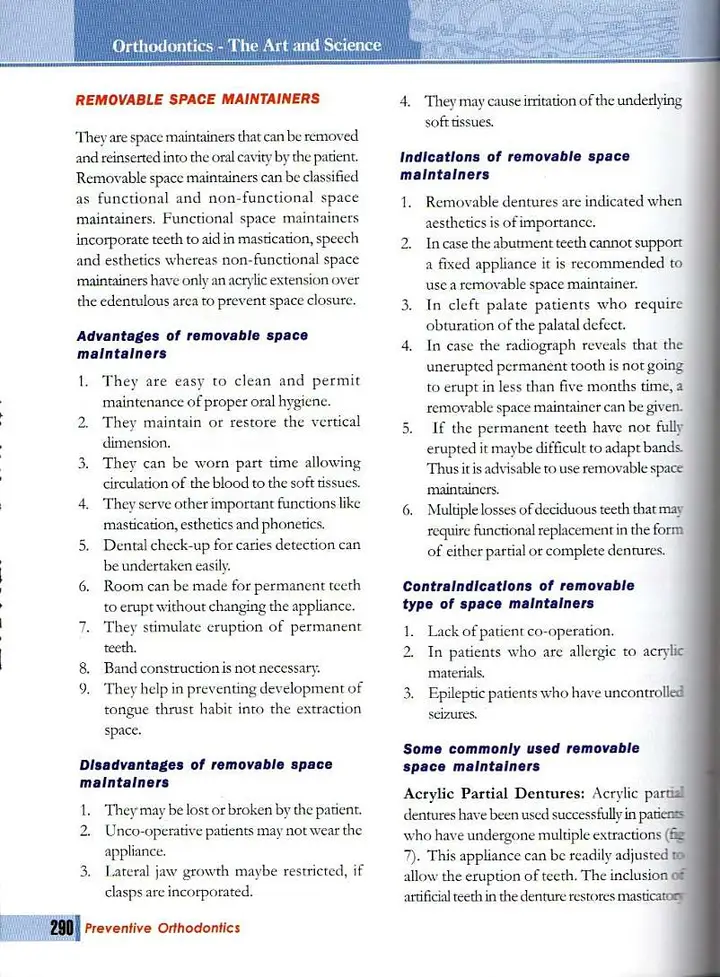 Orthodontics - The Art and Science
REMOVABLE SPACE MAINTAINERS
They are space maintainers that can be removed
and reinserted into the oral cavity by the patient.
Removable space maintainers can be classified
as functional and non-functional space
maintainers. Functional space maintainers
incorporate teeth to aid in mastication, speech
and esthetics whereas non-functional space
maintainers have only an acrylic extension over
the edentulous area to prevent space closure.
Advantages of removable space
maintainers
1. They are easy to clean and permit
maintenance of proper oral hygiene.
2. They maintain or restore the vertical
dimension.
3. They can be worn part time allowing
circulation of the blood to the soft tissues.
4. They serve other important functions like
mastication, esthetics and phonetics.
5. Dental check-up for caries detection can
be undertaken easily.
6. Room can be made for permanent teeth
to erupt without changing the appliance.
7. They stimulate eruption of permanent
teeth.
8. Band construction is not necessary.
9. They help in preventing development of
tongue thrust habit into the extraction
space.
Disadvantages of removable space
maintainers
1. They may be lost or broken by the patient.
2. Unco-operative patients may not wear the
appliance.
3. Lateral jaw growth maybe restricted, if
clasps are incorporated.
4. They may cause irritation of the underlying
soft tissues.
Indications of removable space
maintainers
1. Removable dentures are indicated when
aesthetics is of importance.
2. In case the abutment teeth cannot support
a fixed appliance it is recommended to
use a removable space maintainer.
3. In cleft palate patients who require
obturation of the palatal defect.
4. In case the radiograph reveals that the
unerupted permanent tooth is not going
to erupt in less than five months time, a
removable space maintainer can be given.
5. If the permanent teeth have not fully
erupted it maybe difficult to adapt bands.
Thus it is advisable to use removable space
maintainers.
6. Multiple losses of deciduous teeth that may
require functional replacement in the form
of either partial or complete dentures.
Contraindications of removable
type of space maintainers
1. Lack of patient co-operation.
2. In patients who are allergic to acrylic
materials.
3. Epileptic patients who have uncontrolled
seizures.
Some commonly used removable
space maintainers
Acrylic Partial Dentures: Acrylic partial
dentures have been used successfully in patients
who have undergone multiple extractions (fig
7). This appliance can be readily adjusted to
allow the eruption of teeth. The inclusion of
artificial teeth in the denture restores masticatory
290 Preventive Orthodontics